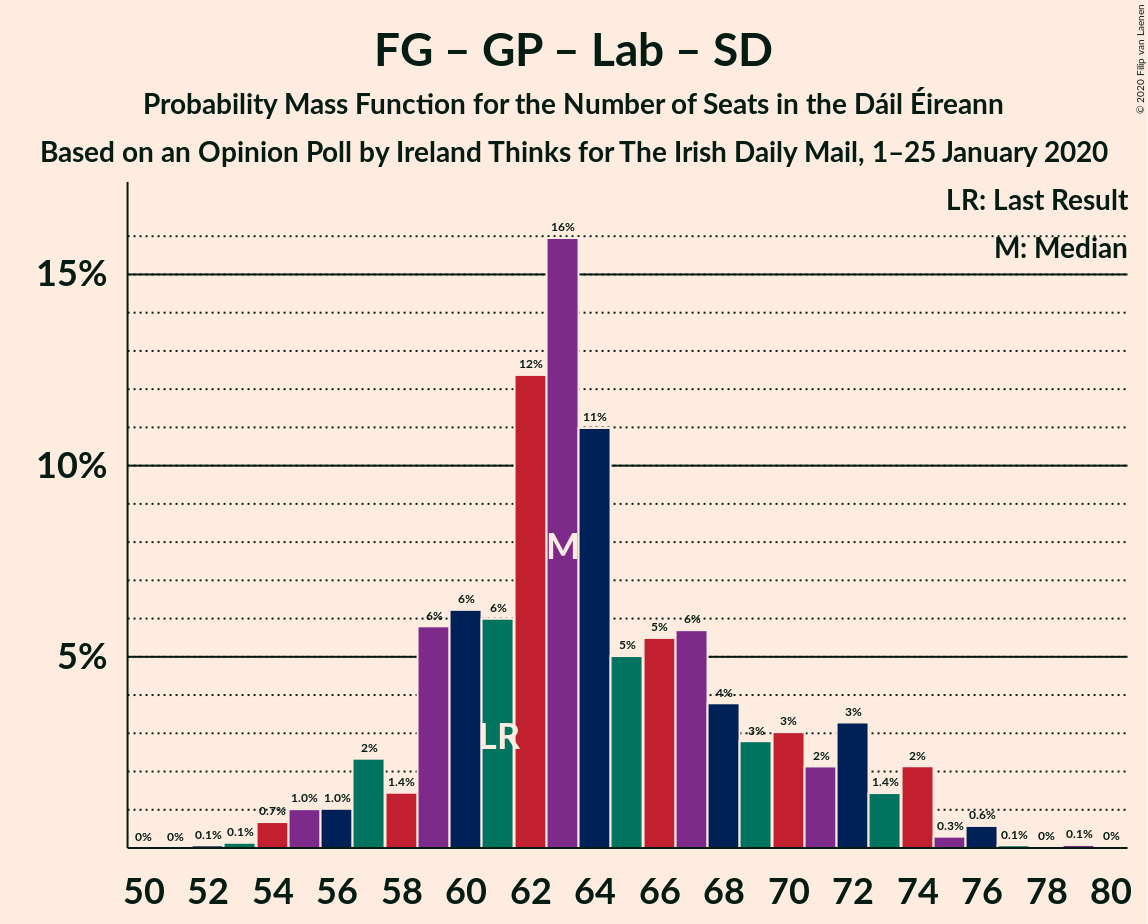 FG – GP – Lab – SD
Probability Mass Function for the Number of Seats in the Dáil Éireann
Based on an Opinion Poll by Ireland Thinks for The Irish Daily Mail, 1–25 January 2020
© 2020 Filip van Laenen
LR: Last Result
M: Median
15%
10%
5%
0% 0% 0.1% 0.1% 0.7% 1.0% 1.0% 2% 1.4% 6% 6% 6% 12% 16% 11% 5% 5% 6% 4% 3% 3% 2% 3% 1.4% 2% 0.3% 0.6% 0.1% 0% 0.1% 0%
M
LR
50 52 54 56 58 60 62 64 66 68 70 72 74 76 78 80